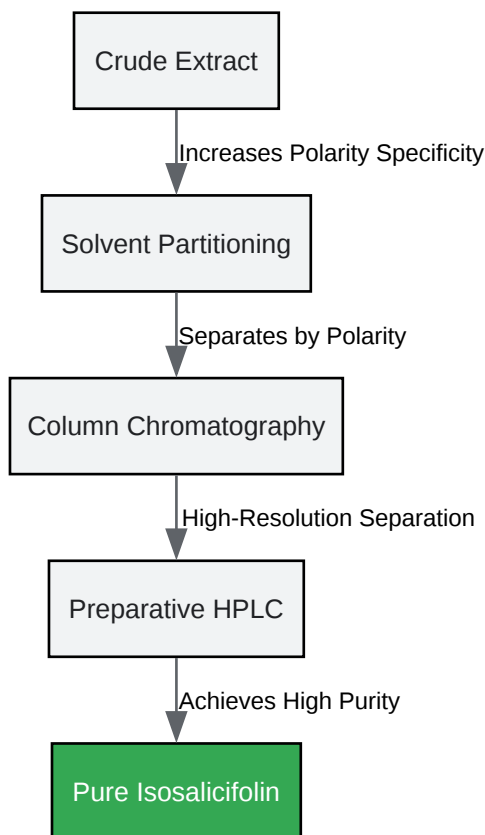 Crude Extract
Increases Polarity Specificity
Solvent Partitioning
Separates by Polarity
Column Chromatography
High-Resolution Separation
Preparative HPLC
Achieves High Purity
Pure Isosalicifolin